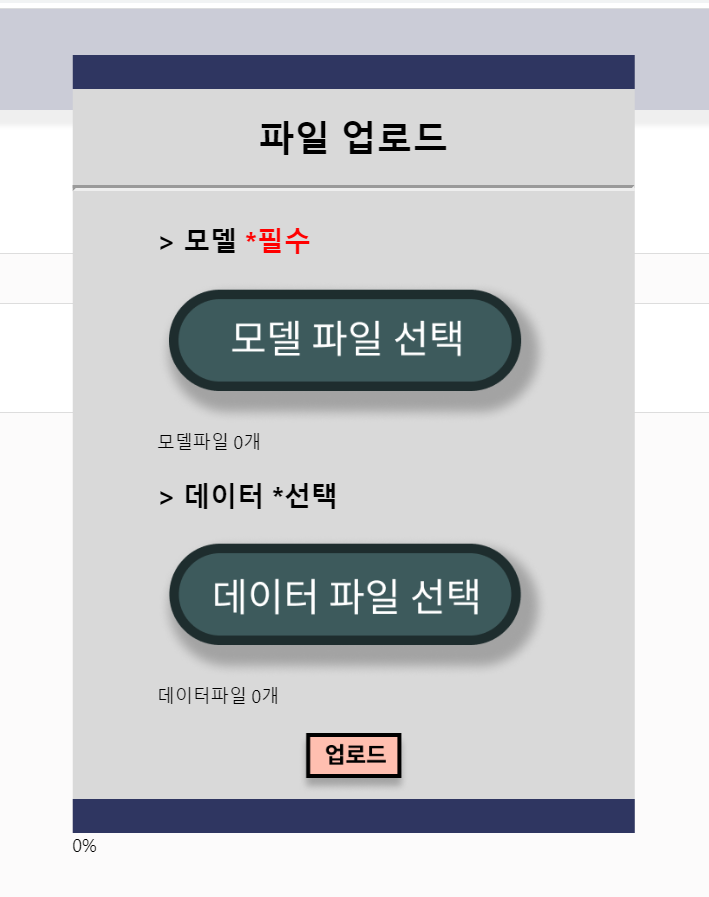 파일 업로드
> 모델 *필수
모델 파일 선택
모델파일 0개
> 데이터 *선택
데이터 파일 선택
데이터파일 0개
업로드
0%